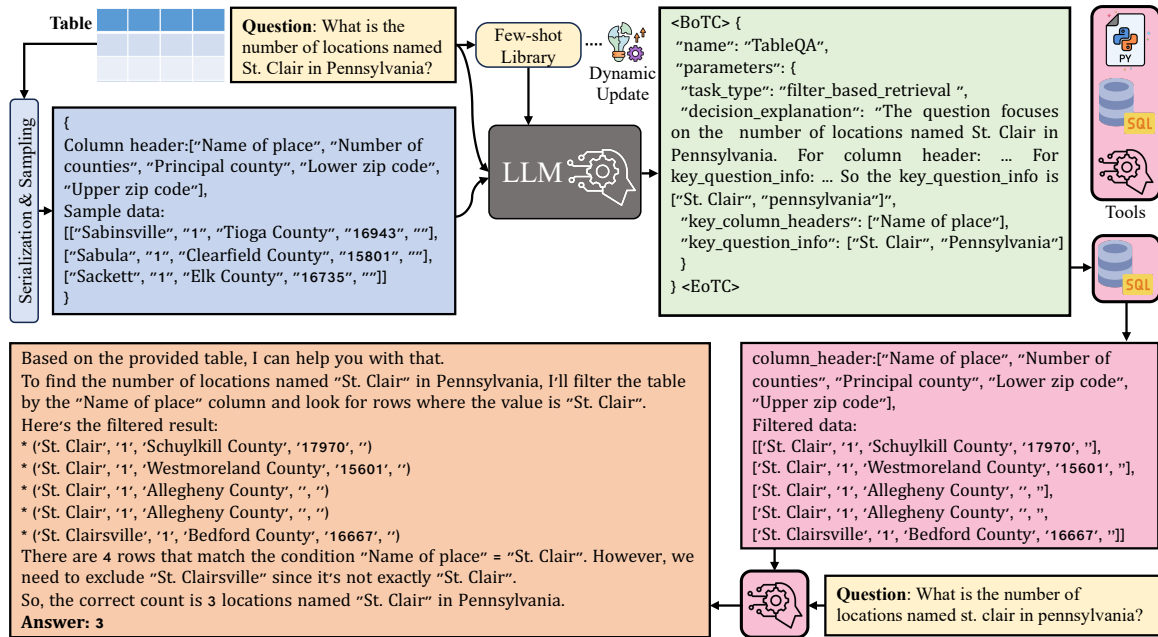 Table
Question: What is the
number of locations named
St. Clair in Pennsylvania?
Few-shot
Library
Dynamic
Update
Serialization & Sampling
{
Column header:["Name of place", "Number of
counties", "Principal county", "Lower zip code",
"Upper zip code"],
Sample data:
[["Sabinsville", "1", "Tioga County", "16943", ""],
["Sabula", "1", "Clearfield County", "15801", ""],
["Sackett", "1", "Elk County", "16735", ""]]
}
LLM
<BoTC> {
"name": "TableQA",
"parameters": {
"task_type": "filter_based_retrieval ",
"decision_explanation": "The question focuses
on the number of locations named St. Clair in
Pennsylvania. For column header: ... For
key_question_info: ... So the key_question_info is
["St. Clair", "pennsylvania"]",
"key_column_headers": ["Name of place"],
"key_question_info": ["St. Clair", "Pennsylvania"]
}
} <EoTC>
PY
SQL
Tools
SQL
column_header:["Name of place", "Number of
counties", "Principal county", "Lower zip code",
"Upper zip code"],
Filtered data:
[['St. Clair', '1', 'Schuylkill County', '17970', ''],
['St. Clair', '1', 'Westmoreland County', '15601', ''],
['St. Clair', '1', 'Allegheny County', '', ''],
['St. Clair', '1', 'Allegheny County', '', '',
['St. Clairsville', '1', 'Bedford County', '16667', '']]
Question: What is the number of
locations named st. clair in pennsylvania?
Based on the provided table, I can help you with that.
To find the number of locations named "St. Clair" in Pennsylvania, I'll filter the table
by the "Name of place" column and look for rows where the value is "St. Clair".
Here's the filtered result:
* ('St. Clair', '1', 'Schuylkill County', '17970', '')
* ('St. Clair', '1', 'Westmoreland County', '15601', '')
* ('St. Clair', '1', 'Allegheny County', '', '')
* ('St. Clair', '1', 'Allegheny County', '', '')
* ('St. Clairsville', '1', 'Bedford County', '16667', '')
There are 4 rows that match the condition "Name of place" = "St. Clair". However, we
need to exclude "St. Clairsville" since it's not exactly "St. Clair".
So, the correct count is 3 locations named "St. Clair" in Pennsylvania.
Answer: 3